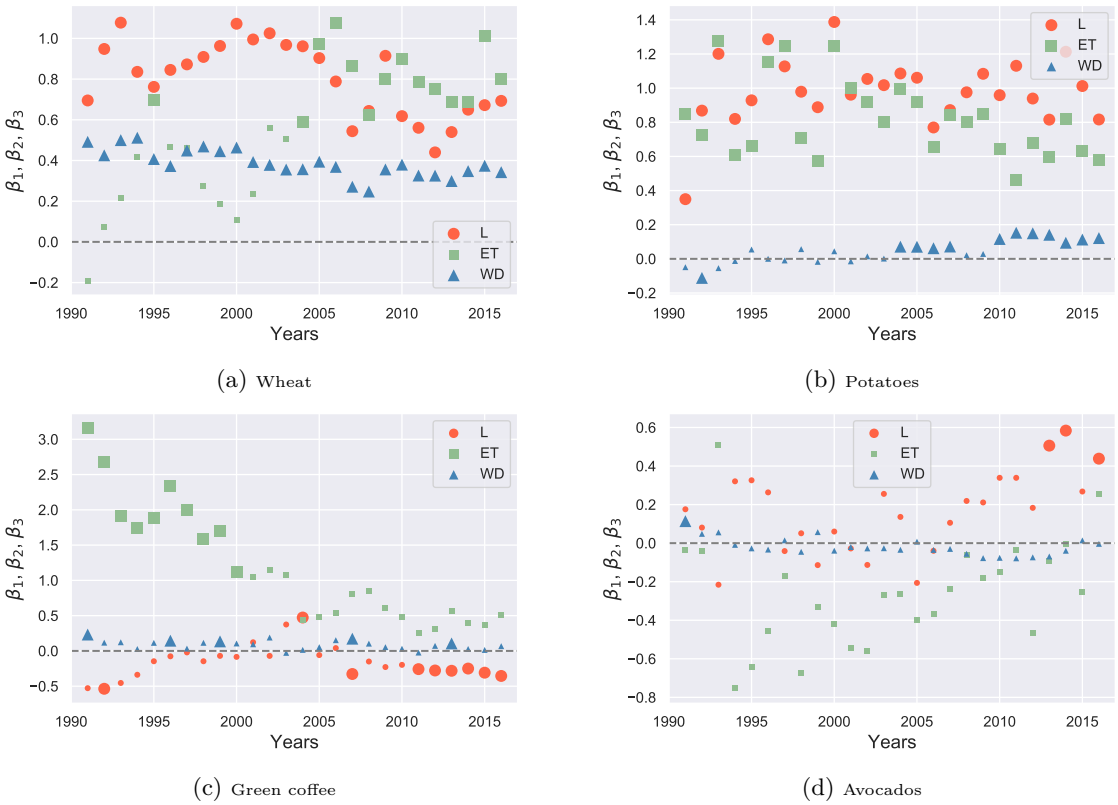 1.0
0.8
0.6
0.4
0.2
0.0
−0.2
β1, β2, β3
L
ET
WD
1990 1995 2000 2005 2010 2015
Years
(a) Wheat
1.4
1.2
1.0
0.8
0.6
0.4
0.2
0.0
−0.2
β1, β2, β3
L
ET
WD
1990 1995 2000 2005 2010 2015
Years
(b) Potatoes
3.0
2.5
2.0
1.5
1.0
0.5
0.0
−0.5
β1, β2, β3
L
ET
WD
1990 1995 2000 2005 2010 2015
Years
(c) Green coffee
0.6
0.4
0.2
0.0
−0.2
−0.4
−0.6
−0.8
β1, β2, β3
L
ET
WD
1990 1995 2000 2005 2010 2015
Years
(d) Avocados